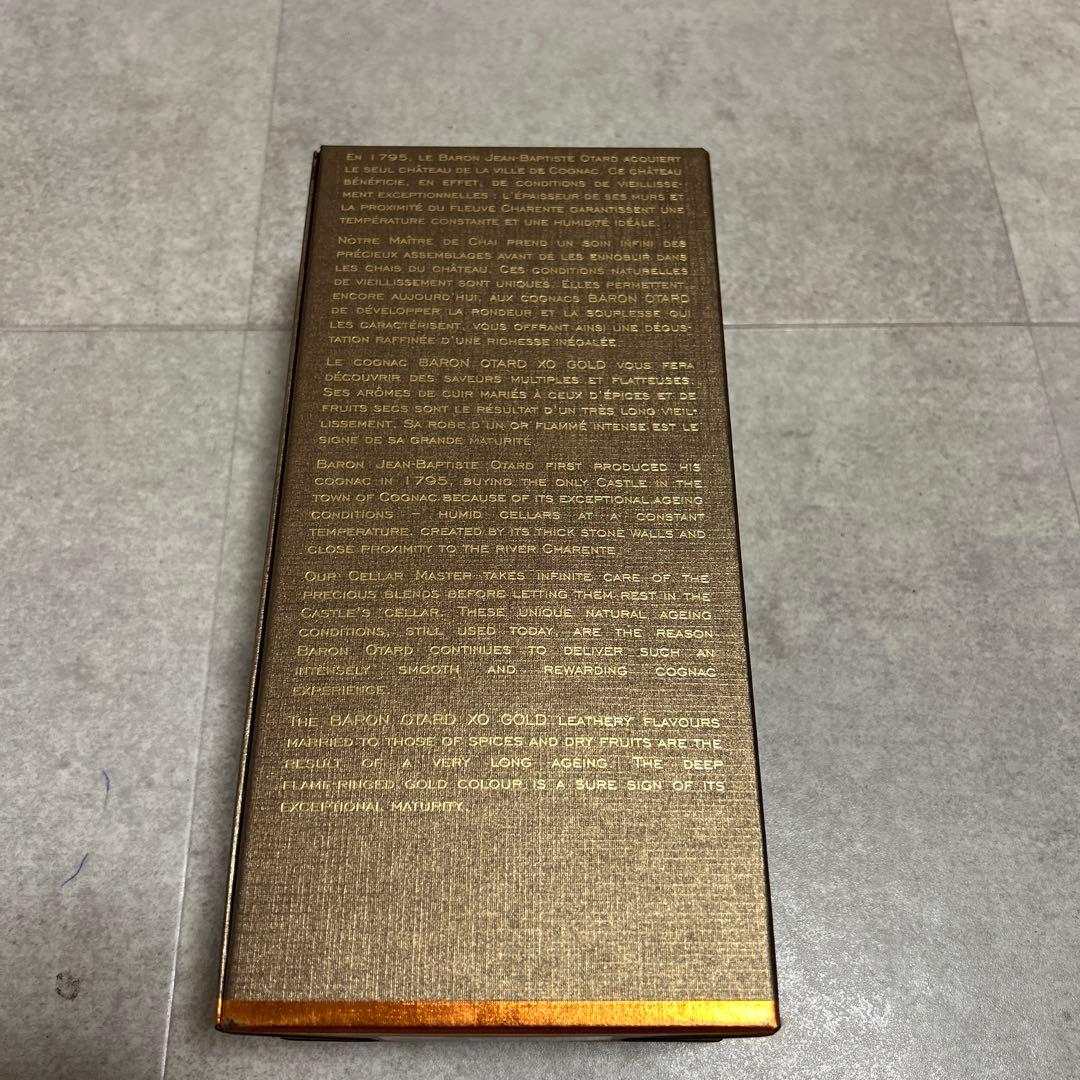 En 1795, le Baron Jean-Baptiste Otard acquiert
le seul château de la ville de Cognac. Ce château
bénéficie, en effet, de conditions de vieillisse-
ment exceptionnelles : l'épaisseur de ses murs et
la proximité du fleuve Charente garantissent une
température constante et une humidité idéale.
Notre Maître de Chai prend un soin infini des
précieux assemblages avant de les ennoblir dans
les chais du château. Ces conditions naturelles
de vieillissement sont uniques. Elles permettent,
encore aujourd'hui, aux cognacs BARON OTARD
de développer la rondeur et la souplesse qui
les caractérisent, vous offrant ainsi une dégus-
tation raffinée d'une richesse inégalée
Le cognac BARON OTARD XO GOLD vous fera
découvrir des saveurs multiples et flatteuses.
Ses arômes de cuir mariés à ceux d'épices et de
fruits secs sont le résultat d'un très long vieil-
lissement. Sa robe d'un or flammé intense est le
signe de sa grande maturité
Baron Jean-Baptiste Otard first produced his
cognac in 1795, buying the only Castle in the
town of Cognac because of its exceptional ageing
conditions – humid cellars at a constant
temperature, created by its thick stone walls and
close proximity to the river Charente.
Our Cellar Master takes infinite care of the
precious blends before letting them rest in the
Castle's cellar. These unique natural ageing
conditions, still used today, are the reason
Baron Otard continues to deliver such an
intensely smooth and rewarding cognac
experience.
The BARON OTARD XO GOLD leathery flavours
married to those of spices and dry fruits are the
result of a very long ageing. The deep
flame-ringed gold colour is a sure sign of its
exceptional maturity.